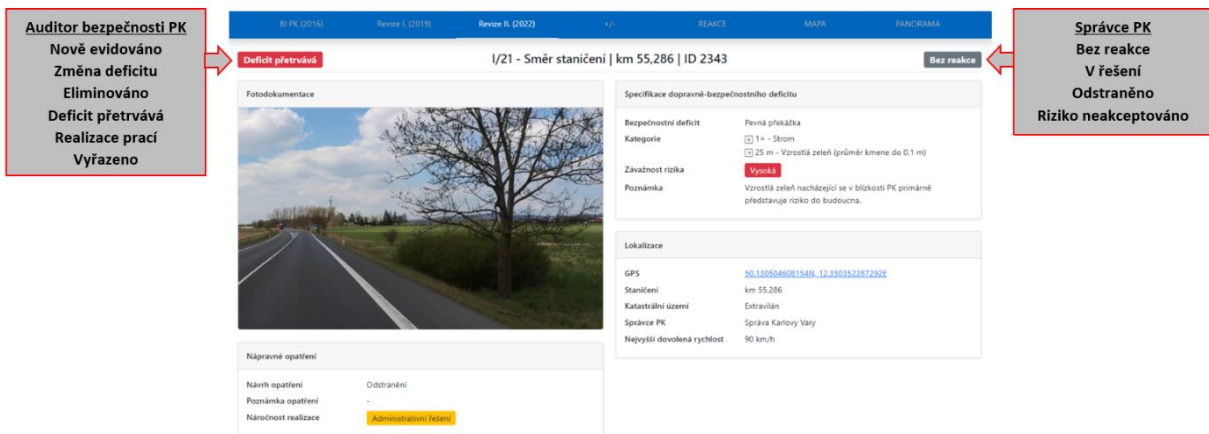 Auditor bezpečnosti PK
Nově evidováno
Změna deficitu
Eliminováno
Deficit přetrvává
Realizace prací
Vyřazeno
BI PK (2016)
Revize I. (2019)
Revize II. (2022)
+/-
REAKCE
MAPA
PANORAMA
Deficit přetrvává
I/21 - Směr staničení | km 55,286 | ID 2343
Bez reakce
Fotodokumentace
Nápravné opatření
Návrh opatření Odstranění
Poznámka opatření -
Náročnost realizace Administrativní řešení
Specifikace dopravně-bezpečnostního deficitu
Bezpečnostní deficit Pevná překážka
Kategorie 1× - Strom
25 m - Vzrostlá zeleň (průměr kmene do 0.1 m)
Závažnost rizika Vysoká
Poznámka Vzrostlá zeleň nacházející se v blízkosti PK primárně
představuje riziko do budoucna.
Lokalizace
GPS 50.130504608154N, 12.350352287292E
Staničení km 55.286
Katastrální území Extravilán
Správce PK Správa Karlovy Vary
Nejvyšší dovolená rychlost 90 km/h
Správce PK
Bez reakce
V řešení
Odstraněno
Riziko neakceptováno